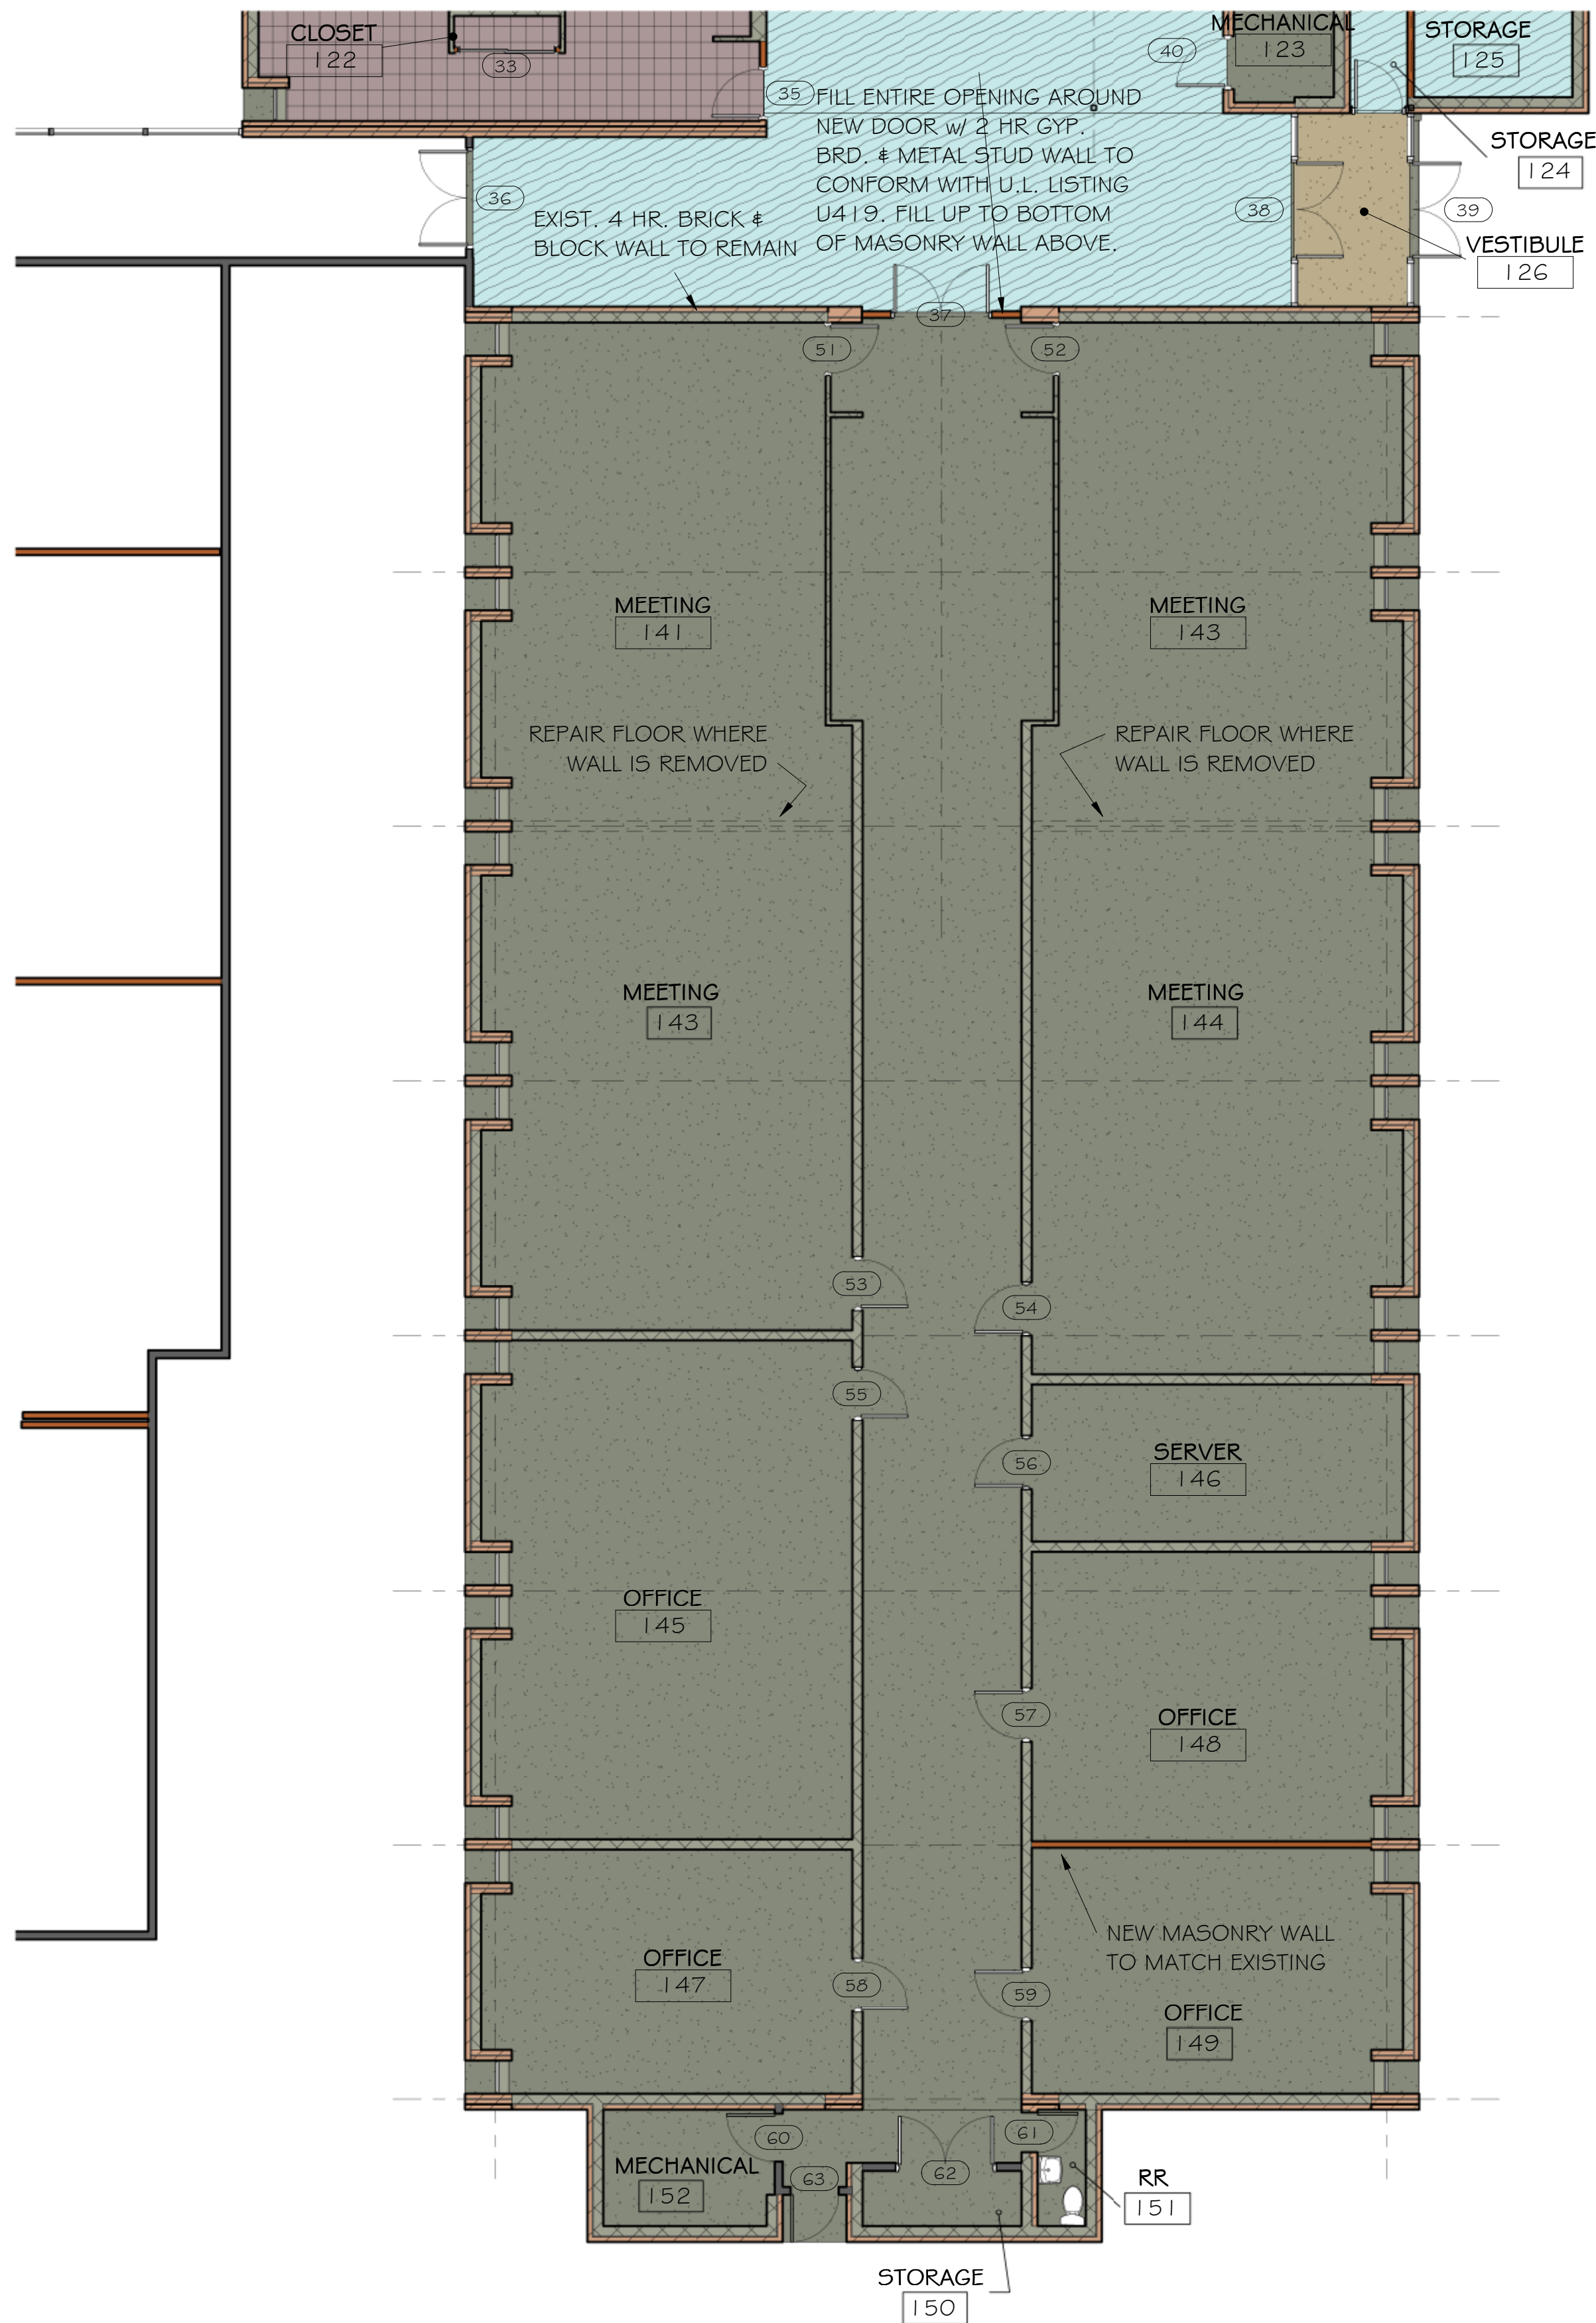 CLOSET
122
33
35
40
MECHANICAL
123
STORAGE
125
STORAGE
124
FILL ENTIRE OPENING AROUND
NEW DOOR w/ 2 HR GYP.
BRD. & METAL STUD WALL TO
CONFORM WITH U.L. LISTING
U419. FILL UP TO BOTTOM
OF MASONRY WALL ABOVE.
36
EXIST. 4 HR. BRICK &
BLOCK WALL TO REMAIN
38
39
VESTIBULE
126
37
51
52
MEETING
141
MEETING
143
REPAIR FLOOR WHERE
WALL IS REMOVED
REPAIR FLOOR WHERE
WALL IS REMOVED
MEETING
143
MEETING
144
53
54
55
56
SERVER
146
OFFICE
145
57
OFFICE
148
NEW MASONRY WALL
TO MATCH EXISTING
OFFICE
147
58
59
OFFICE
149
60
61
MECHANICAL
152
63
62
RR
151
STORAGE
150